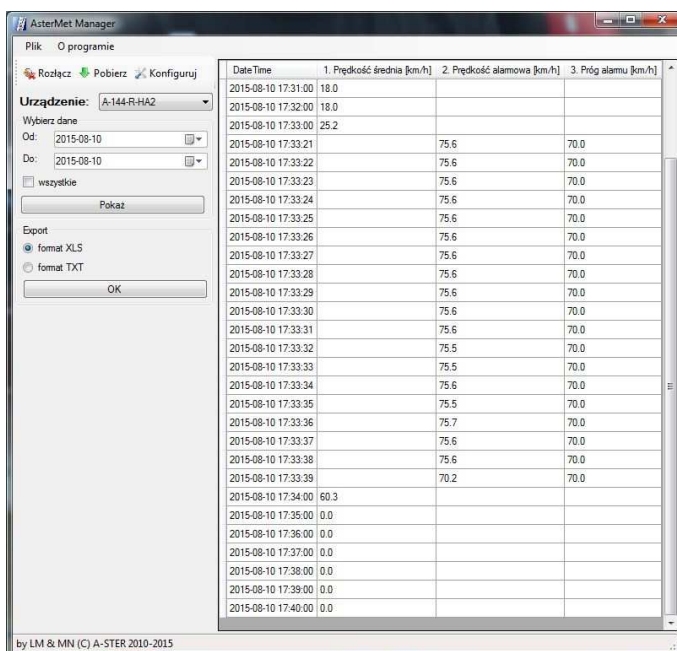 AsterMet Manager
Plik O programie
Rozłącz Pobierz Konfiguruj
Urządzenie: A-144-R-HA2
Wybierz dane
Od: 2015-08-10
Do: 2015-08-10
wszystkie
Pokaż
Export
format XLS
format TXT
OK
DateTime 1. Prędkość średnia [km/h] 2. Prędkość alarmowa [km/h] 3. Próg alarmu [km/h]
2015-08-10 17:31:00 18.0
2015-08-10 17:32:00 18.0
2015-08-10 17:33:00 25.2
2015-08-10 17:33:21 75.6 70.0
2015-08-10 17:33:22 75.6 70.0
2015-08-10 17:33:23 75.6 70.0
2015-08-10 17:33:24 75.6 70.0
2015-08-10 17:33:25 75.6 70.0
2015-08-10 17:33:26 75.6 70.0
2015-08-10 17:33:27 75.6 70.0
2015-08-10 17:33:28 75.6 70.0
2015-08-10 17:33:29 75.6 70.0
2015-08-10 17:33:30 75.6 70.0
2015-08-10 17:33:31 75.6 70.0
2015-08-10 17:33:32 75.5 70.0
2015-08-10 17:33:33 75.5 70.0
2015-08-10 17:33:34 75.6 70.0
2015-08-10 17:33:35 75.5 70.0
2015-08-10 17:33:36 75.7 70.0
2015-08-10 17:33:37 75.6 70.0
2015-08-10 17:33:38 75.6 70.0
2015-08-10 17:33:39 70.2 70.0
2015-08-10 17:34:00 60.3
2015-08-10 17:35:00 0.0
2015-08-10 17:36:00 0.0
2015-08-10 17:37:00 0.0
2015-08-10 17:38:00 0.0
2015-08-10 17:39:00 0.0
2015-08-10 17:40:00 0.0
by LM & MN (C) A-STER 2010-2015